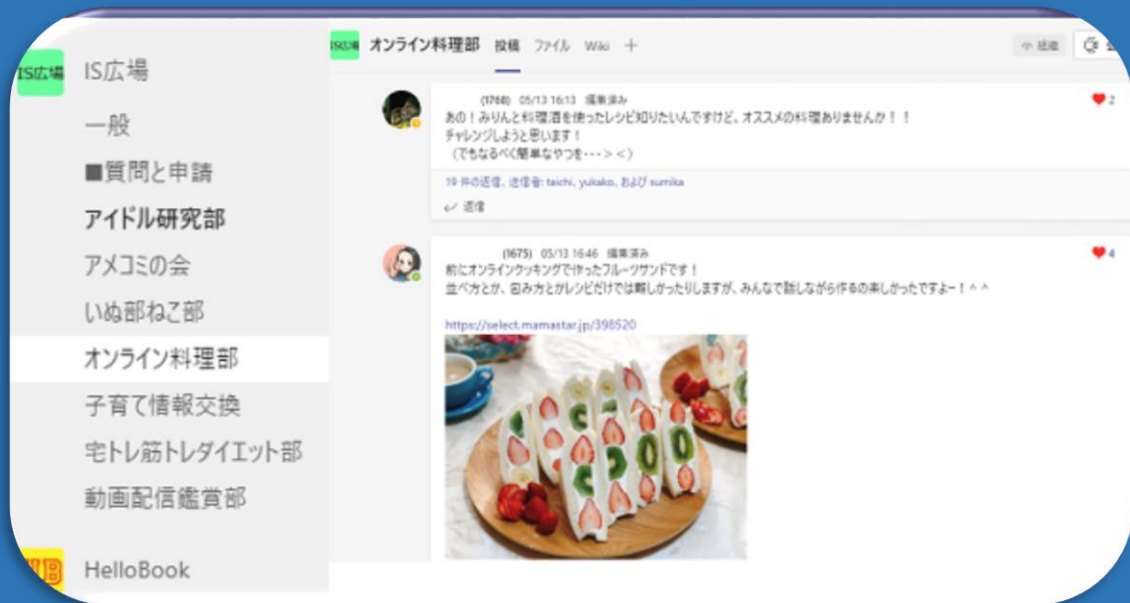 IS広場
IS広場
一般
■質問と申請
アイドル研究部
アメコミの会
いぬ部ねこ部
オンライン料理部
子育て情報交換
宅トレ筋トレダイエット部
動画配信鑑賞部
HB
HelloBook
IS広場 オンライン料理部 投稿 ファイル Wiki +
組織
(1768) 05/13 16:13 編集済み
2
あの!みりんと料理酒を使ったレシピ知りたいんですけど、オススメの料理ありませんか!!
チャレンジしようと思います!
(でもなるべく簡単なやつを・・・><)
19 件の返信、送信者: taichi, yukako, および sumika
返信
(1675) 05/13 16:46 編集済み
4
前にオンラインクッキングで作ったフルーツサンドです!
並べ方とか、包み方とかレシピだけでは難しかったりしますが、みんなで話しながら作るの楽しかったですよー!^^
https://select.mamastar.jp/398520